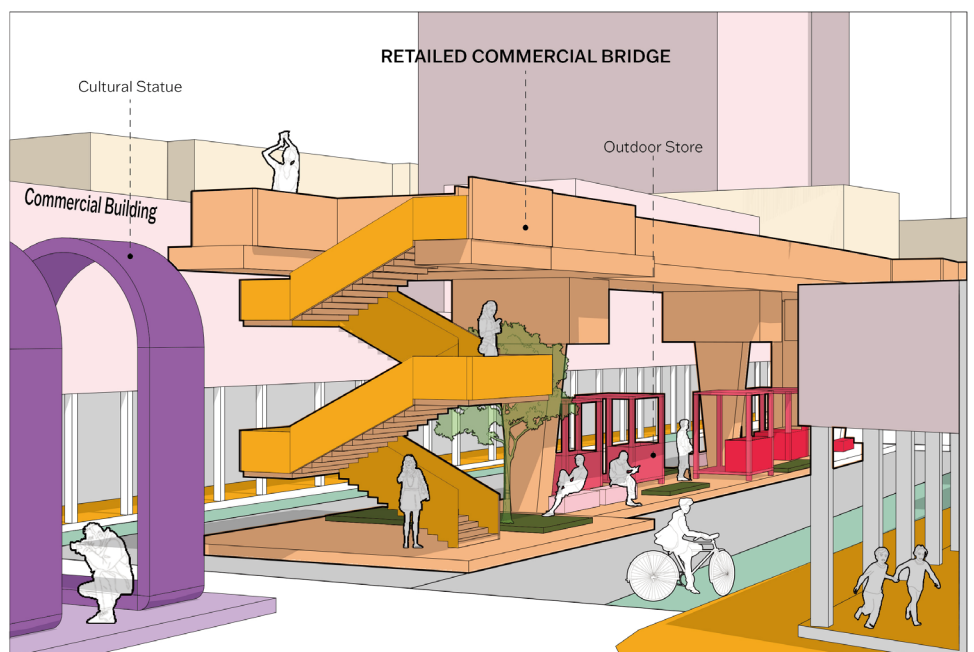 RETAILED COMMERCIAL BRIDGE
Cultural Statue
Outdoor Store
Commercial Building